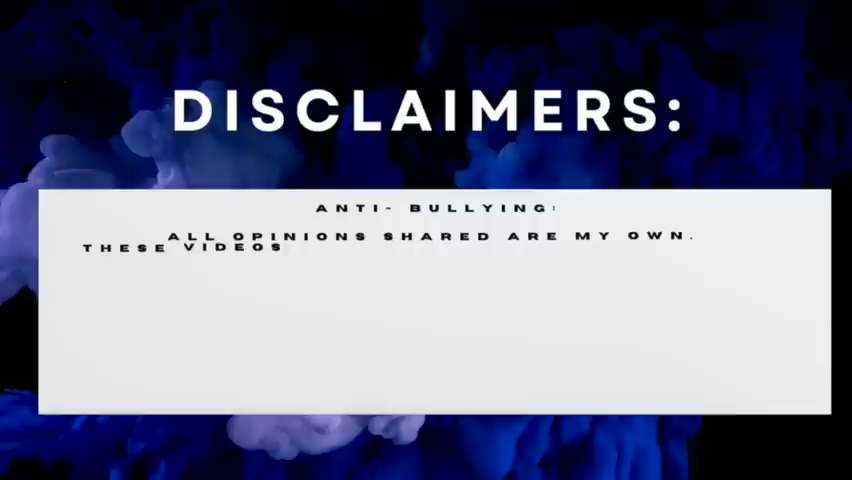 DISCLAIMERS:
ANTI- BULLYING:
ALL OPINIONS SHARED ARE MY OWN.
THESE VIDEOS